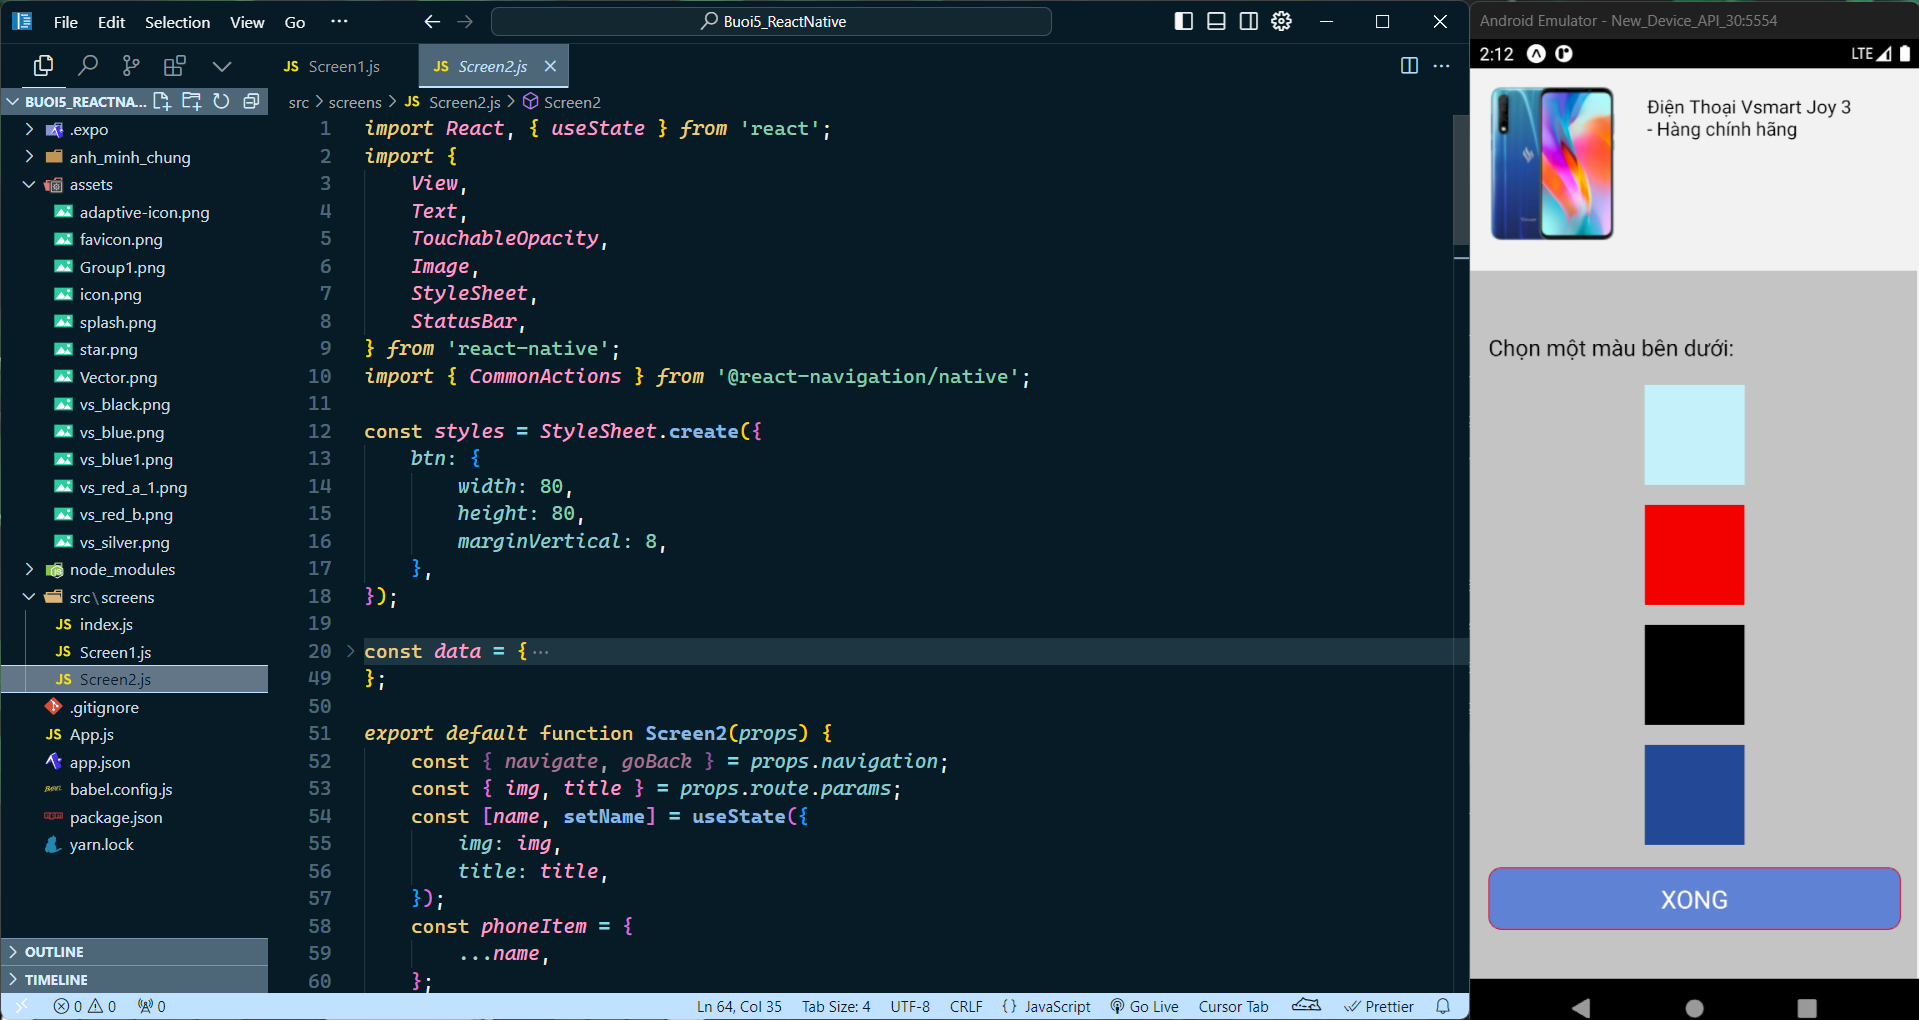 File Edit Selection View Go ···
Buoi5_ReactNative
Screen1.js
Screen2.js
BUOI5_REACTNA...
.expo
anh_minh_chung
assets
adaptive-icon.png
favicon.png
Group1.png
icon.png
splash.png
star.png
Vector.png
vs_black.png
vs_blue.png
vs_blue1.png
vs_red_a_1.png
vs_red_b.png
vs_silver.png
node_modules
src\screens
JS index.js
JS Screen1.js
JS Screen2.js
.gitignore
JS App.js
app.json
babel.config.js
package.json
yarn.lock
OUTLINE
TIMELINE
src > screens > JS Screen2.js > Screen2
1 import React, { useState } from 'react';
2 import {
3 View,
4 Text,
5 TouchableOpacity,
6 Image,
7 StyleSheet,
8 StatusBar,
9 } from 'react-native';
10 import { CommonActions } from '@react-navigation/native';
11
12 const styles = StyleSheet.create({
13 btn: {
14 width: 80,
15 height: 80,
16 marginVertical: 8,
17 },
18 });
19
20 const data = {···
49 };
50
51 export default function Screen2(props) {
52 const { navigate, goBack } = props.navigation;
53 const { img, title } = props.route.params;
54 const [name, setName] = useState({
55 img: img,
56 title: title,
57 });
58 const phoneItem = {
59 ...name,
60 };
0 0 0 Ln 64, Col 35 Tab Size: 4 UTF-8 CRLF {} JavaScript Go Live Cursor Tab Prettier
Android Emulator - New_Device_API_30:5554
2:12 LTE
Điện Thoại Vsmart Joy 3
- Hàng chính hãng
Chọn một màu bên dưới:
XONG